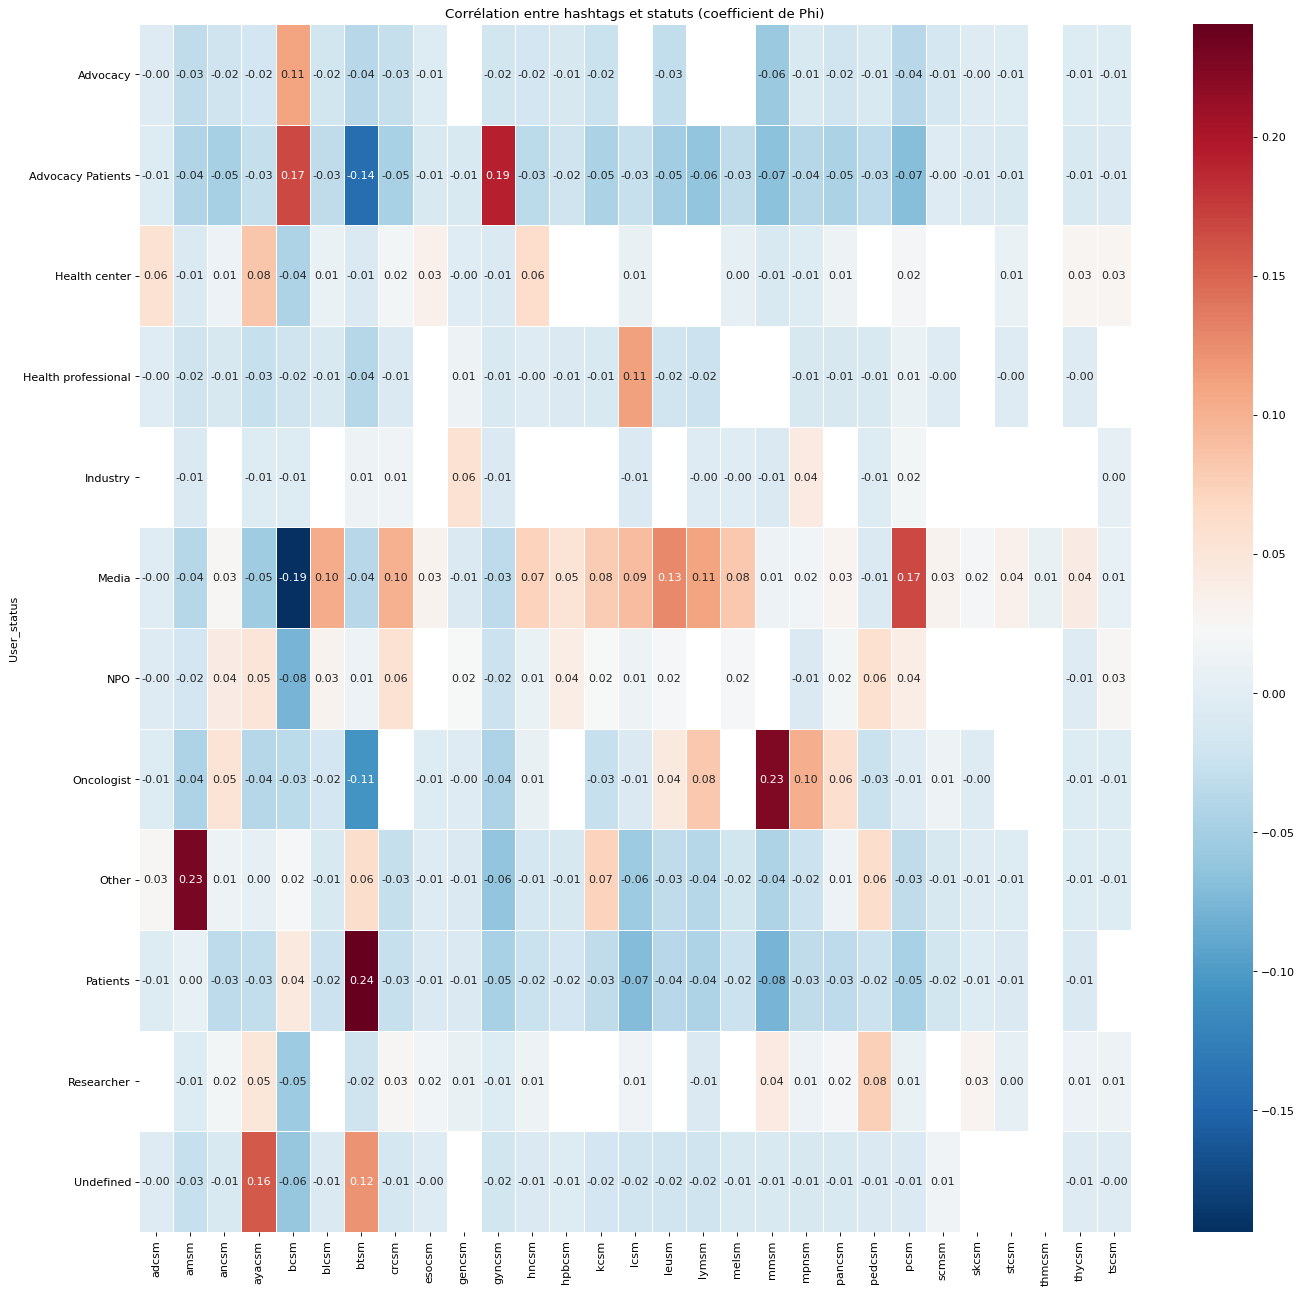 Corrélation entre hashtags et statuts (coefficient de Phi)
Advocacy -0.00 -0.03 -0.02 -0.02 0.11 -0.02 -0.04 -0.03 -0.01 -0.02 -0.02 -0.01 -0.02 -0.03 -0.06 -0.01 -0.02 -0.01 -0.04 -0.01 -0.00 -0.01 -0.01 -0.01
0.20
Advocacy Patients -0.01 -0.04 -0.05 -0.03 0.17 -0.03 -0.14 -0.05 -0.01 -0.01 0.19 -0.03 -0.02 -0.05 -0.03 -0.05 -0.06 -0.03 -0.07 -0.04 -0.05 -0.03 -0.07 -0.00 -0.01 -0.01 -0.01 -0.01
Health center 0.06 -0.01 0.01 0.08 -0.04 0.01 -0.01 0.02 0.03 -0.00 -0.01 0.06 0.01 0.00 -0.01 -0.01 0.01 0.02 0.01 0.03 0.03
0.15
Health professional -0.00 -0.02 -0.01 -0.03 -0.02 -0.01 -0.04 -0.01 0.01 -0.01 -0.00 -0.01 -0.01 0.11 -0.02 -0.02 -0.01 -0.01 -0.01 0.01 -0.00 -0.00 -0.00
0.10
Industry -0.01 -0.01 -0.01 0.01 0.01 0.06 -0.01 -0.01 -0.00 -0.00 -0.01 0.04 -0.01 0.02 0.00
0.05
Media -0.00 -0.04 0.03 -0.05 -0.19 0.10 -0.04 0.10 0.03 -0.01 -0.03 0.07 0.05 0.08 0.09 0.13 0.11 0.08 0.01 0.02 0.03 -0.01 0.17 0.03 0.02 0.04 0.01 0.04 0.01
User_status
NPO -0.00 -0.02 0.04 0.05 -0.08 0.03 0.01 0.06 0.02 -0.02 0.01 0.04 0.02 0.01 0.02 0.02 -0.01 0.02 0.06 0.04 -0.01 0.03
0.00
Oncologist -0.01 -0.04 0.05 -0.04 -0.03 -0.02 -0.11 -0.01 -0.00 -0.04 0.01 -0.03 -0.01 0.04 0.08 0.23 0.10 0.06 -0.03 -0.01 0.01 -0.00 -0.01 -0.01
−0.05
Other 0.03 0.23 0.01 0.00 0.02 -0.01 0.06 -0.03 -0.01 -0.01 -0.06 -0.01 -0.01 0.07 -0.06 -0.03 -0.04 -0.02 -0.04 -0.02 0.01 0.06 -0.03 -0.01 -0.01 -0.01 -0.01 -0.01
Patients -0.01 0.00 -0.03 -0.03 0.04 -0.02 0.24 -0.03 -0.01 -0.01 -0.05 -0.02 -0.02 -0.03 -0.07 -0.04 -0.04 -0.02 -0.08 -0.03 -0.03 -0.02 -0.05 -0.02 -0.01 -0.01 -0.01
−0.10
Researcher -0.01 0.02 0.05 -0.05 -0.02 0.03 0.02 0.01 -0.01 0.01 0.01 -0.01 0.04 0.01 0.02 0.08 0.01 0.03 0.00 0.01 0.01
−0.15
Undefined -0.00 -0.03 -0.01 0.16 -0.06 -0.01 0.12 -0.01 -0.00 -0.02 -0.01 -0.01 -0.02 -0.02 -0.02 -0.02 -0.01 -0.01 -0.01 -0.01 -0.01 -0.01 0.01 -0.01 -0.00
adcsm amsm ancsm ayacsm bcsm blcsm btsm crcsm esocsm gencsm gyncsm hncsm hpbcsm kcsm lcsm leusm lymsm melsm mmsm mpnsm pancsm pedcsm pcsm scmsm skcsm stcsm thmcsm thycsm tscsm